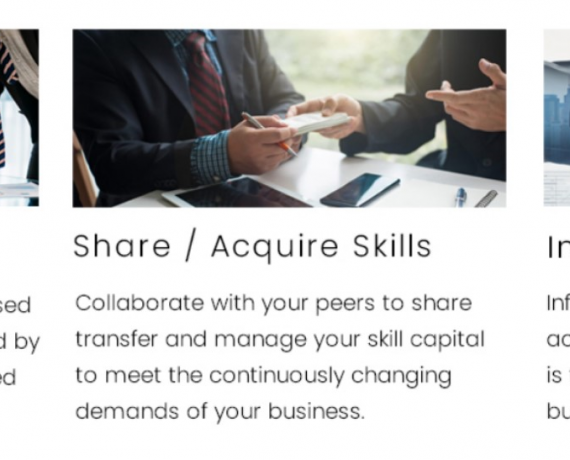 Share / Acquire Skills
Collaborate with your peers to share
transfer and manage your skill capital
to meet the continuously changing
demands of your business.
sed
d by
ed
In
Inf
ac
is
bu